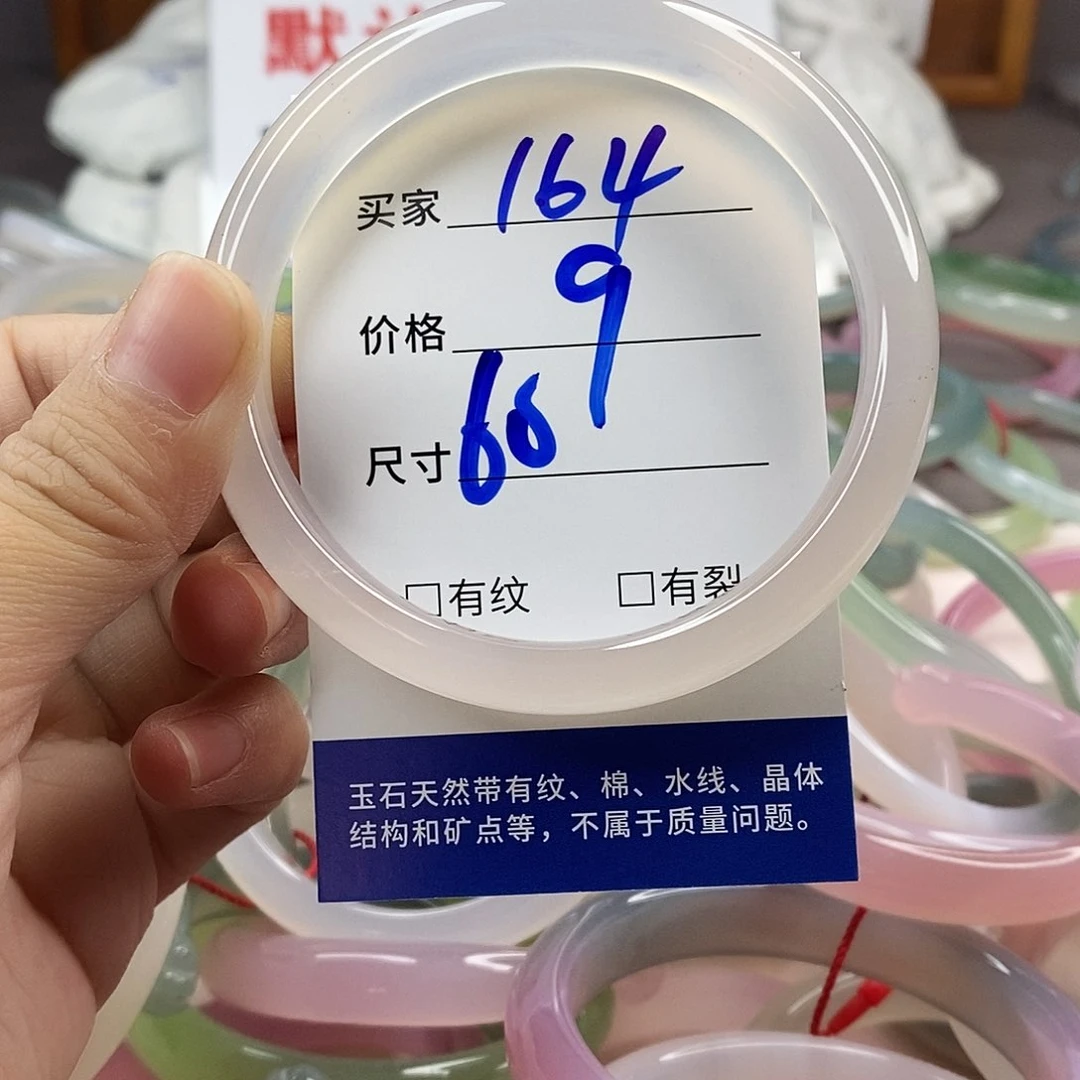 默认
买家 164
价格 9
尺寸 60
□有纹 □有裂
玉石天然带有纹、棉、水线、晶体
结构和矿点等，不属于质量问题。